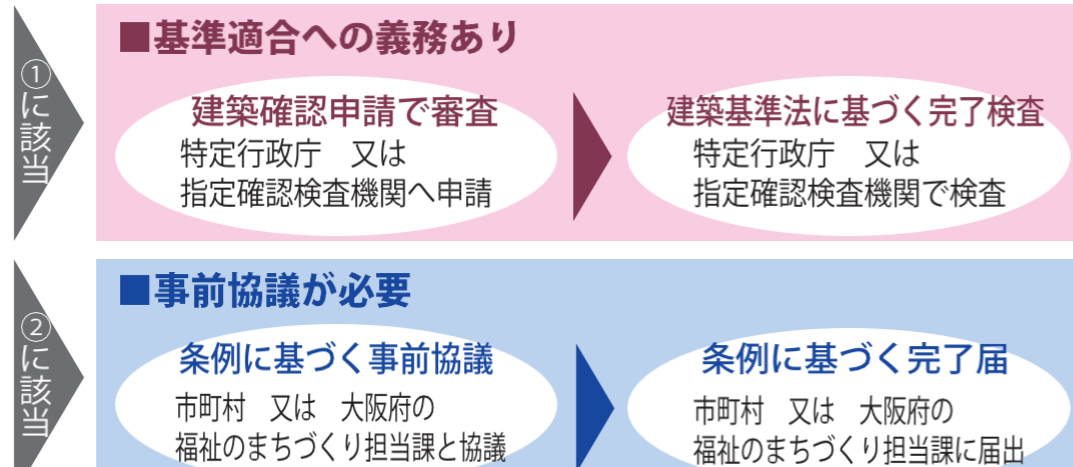 ①に該当
■基準適合への義務あり
建築確認申請で審査
特定行政庁　又は
指定確認検査機関へ申請
建築基準法に基づく完了検査
特定行政庁　又は
指定確認検査機関で検査
②に該当
■事前協議が必要
条例に基づく事前協議
市町村　又は　大阪府の
福祉のまちづくり担当課と協議
条例に基づく完了届
市町村　又は　大阪府の
福祉のまちづくり担当課に届出